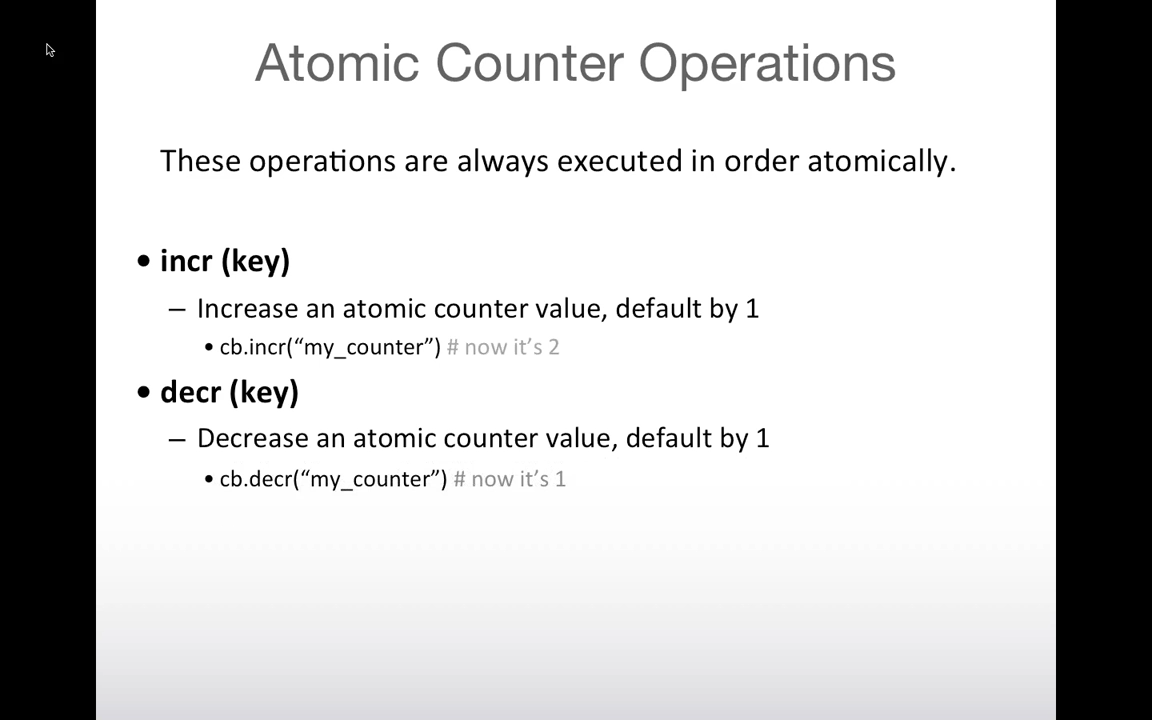 Atomic Counter Operations
These operations are always executed in order atomically.
• incr (key)
– Increase an atomic counter value, default by 1
• cb.incr(“my_counter”) # now it’s 2
• decr (key)
– Decrease an atomic counter value, default by 1
• cb.decr(“my_counter”) # now it’s 1